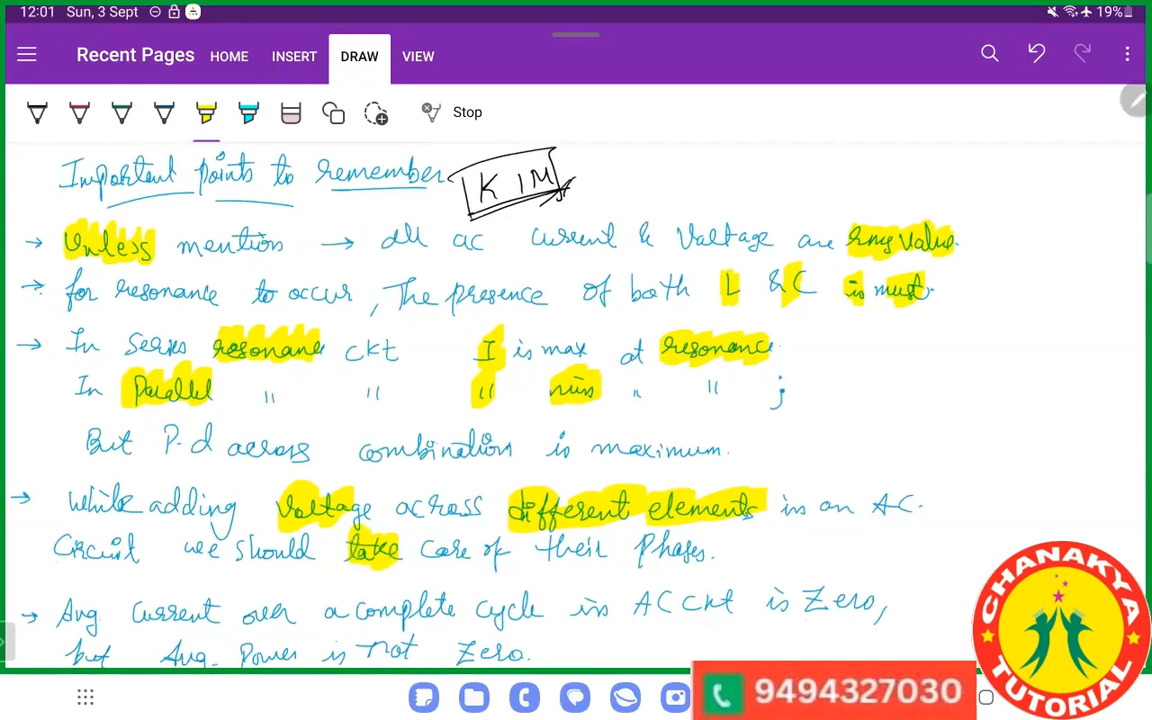 12:01 Sun, 3 Sept 19%
Recent Pages HOME INSERT DRAW VIEW
Stop
Important points to remember KIM
→ Unless mention → all ac current & Valtage are rms Value.
→ for resonance to occur, The presence of both L & C is must.
→ In Series resonance ckt I is max at resonance.
In Parallel " " " min " " ;
But P.d across combination is maximum.
→ While adding Voltage across different elements in an AC.
Circuit we should take care of their phases.
→ Avg Current over a complete cycle in AC Ckt is Zero,
but Avg. Power is not Zero.
9494327030
CHANAKYA
TUTORIAL